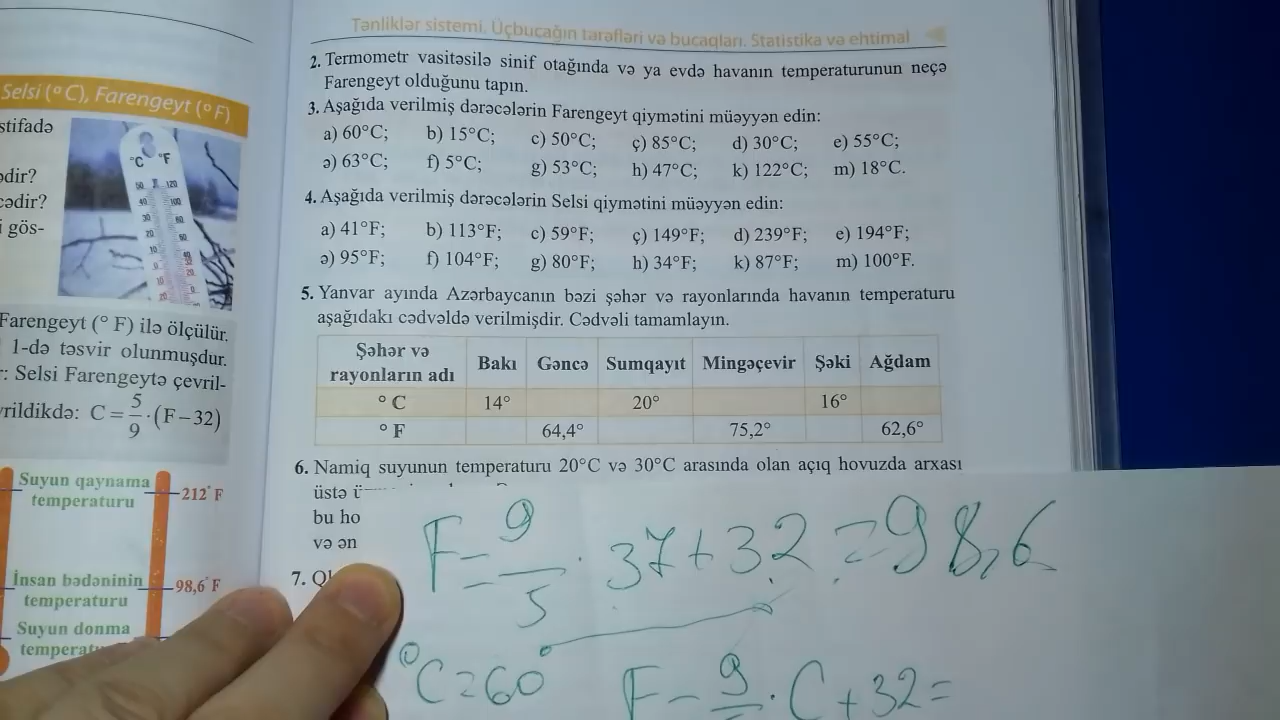 Selsi (° C), Farengeyt (° F)
stifadə
ədir?
cədir?
i gös-
°C °F
Farengeyt (° F) ilə ölçülür.
1-də təsvir olunmuşdur.
r: Selsi Farengeytə çevril-
vrildikdə: C = 5/9 · (F – 32)
Suyun qaynama
temperaturu
212° F
İnsan bədəninin
temperaturu
98,6° F
Suyun donma
Tənliklər sistemi. Üçbucağın tərəfləri və bucaqları. Statistika və ehtimal
2. Termometr vasitəsilə sinif otağında və ya evdə havanın temperaturunun neçə
Farengeyt olduğunu tapın.
3. Aşağıda verilmiş dərəcələrin Farengeyt qiymətini müəyyən edin:
a) 60°C; b) 15°C; c) 50°C; ç) 85°C; d) 30°C; e) 55°C;
ə) 63°C; f) 5°C; g) 53°C; h) 47°C; k) 122°C; m) 18°C.
4. Aşağıda verilmiş dərəcələrin Selsi qiymətini müəyyən edin:
a) 41°F; b) 113°F; c) 59°F; ç) 149°F; d) 239°F; e) 194°F;
ə) 95°F; f) 104°F; g) 80°F; h) 34°F; k) 87°F; m) 100°F.
5. Yanvar ayında Azərbaycanın bəzi şəhər və rayonlarında havanın temperaturu
aşağıdakı cədvəldə verilmişdir. Cədvəli tamamlayın.
Şəhər və
rayonların adı
Bakı Gəncə Sumqayıt Mingəçevir Şəki Ağdam
° C 14° 20° 16°
° F 64,4° 75,2° 62,6°
6. Namiq suyunun temperaturu 20°C və 30°C arasında olan açıq hovuzda arxası
üstə
bu ho
və ən
7.
F = 9/5 · 37 + 32 = 98,6
°C = 60° F = 9/5 · C + 32 =